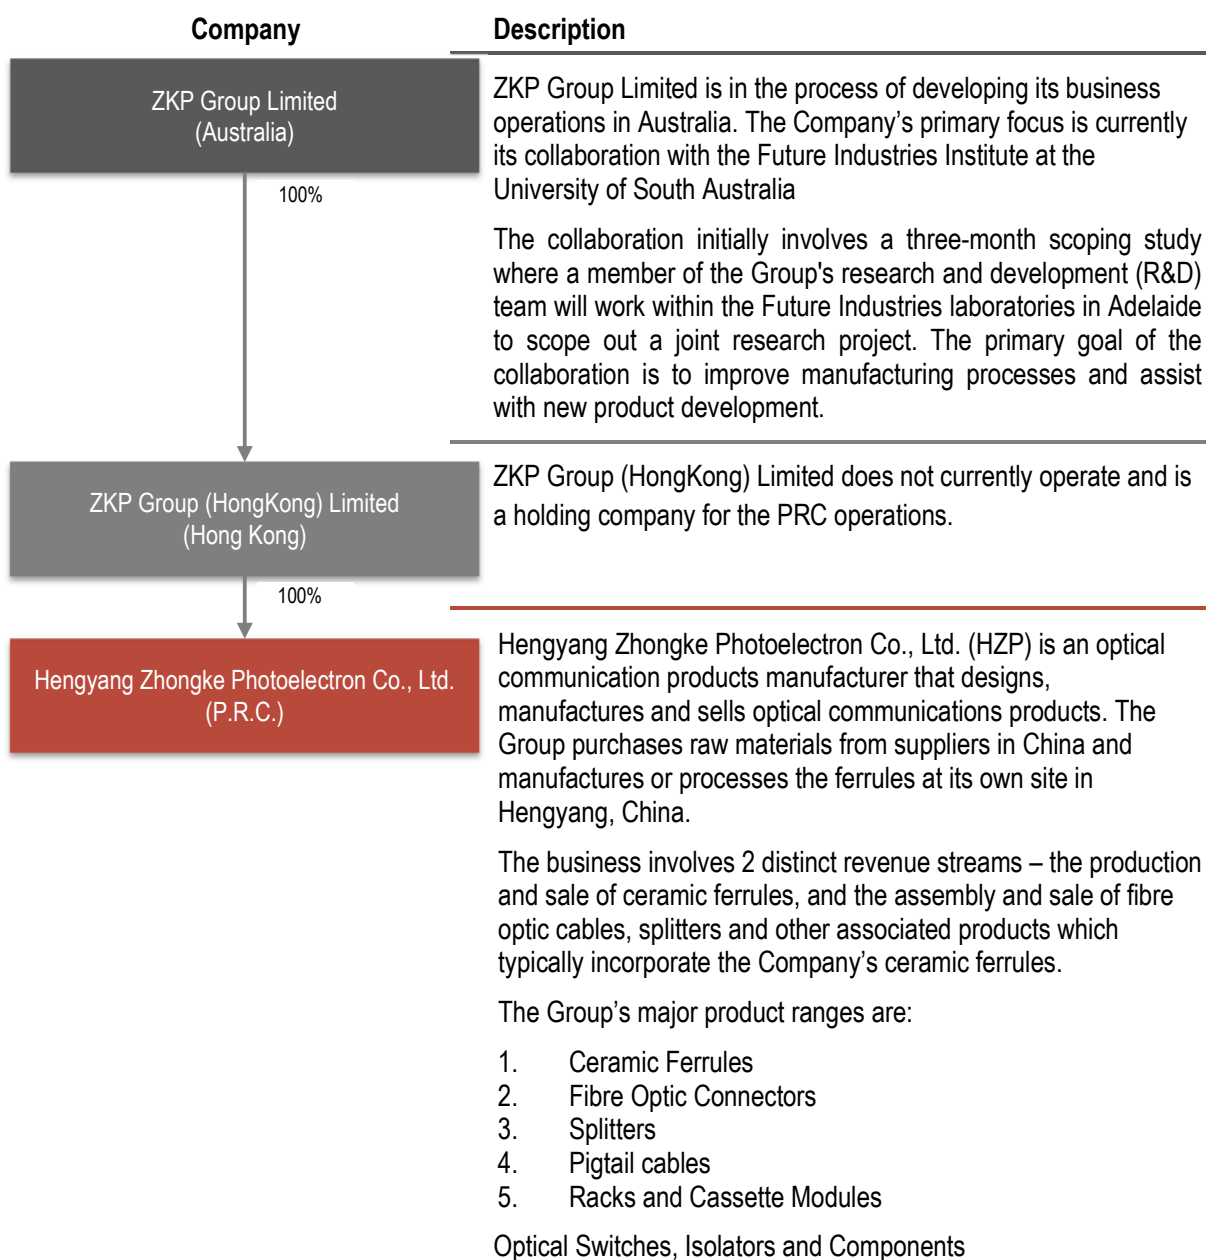 Company Description
ZKP Group Limited
(Australia)
ZKP Group Limited is in the process of developing its business
operations in Australia. The Company’s primary focus is currently
its collaboration with the Future Industries Institute at the
University of South Australia
100%
The collaboration initially involves a three-month scoping study
where a member of the Group's research and development (R&D)
team will work within the Future Industries laboratories in Adelaide
to scope out a joint research project. The primary goal of the
collaboration is to improve manufacturing processes and assist
with new product development.
ZKP Group (HongKong) Limited
(Hong Kong)
ZKP Group (HongKong) Limited does not currently operate and is
a holding company for the PRC operations.
100%
Hengyang Zhongke Photoelectron Co., Ltd.
(P.R.C.)
Hengyang Zhongke Photoelectron Co., Ltd. (HZP) is an optical
communication products manufacturer that designs,
manufactures and sells optical communications products. The
Group purchases raw materials from suppliers in China and
manufactures or processes the ferrules at its own site in
Hengyang, China.
The business involves 2 distinct revenue streams – the production
and sale of ceramic ferrules, and the assembly and sale of fibre
optic cables, splitters and other associated products which
typically incorporate the Company’s ceramic ferrules.
The Group’s major product ranges are:
1. Ceramic Ferrules
2. Fibre Optic Connectors
3. Splitters
4. Pigtail cables
5. Racks and Cassette Modules
Optical Switches, Isolators and Components